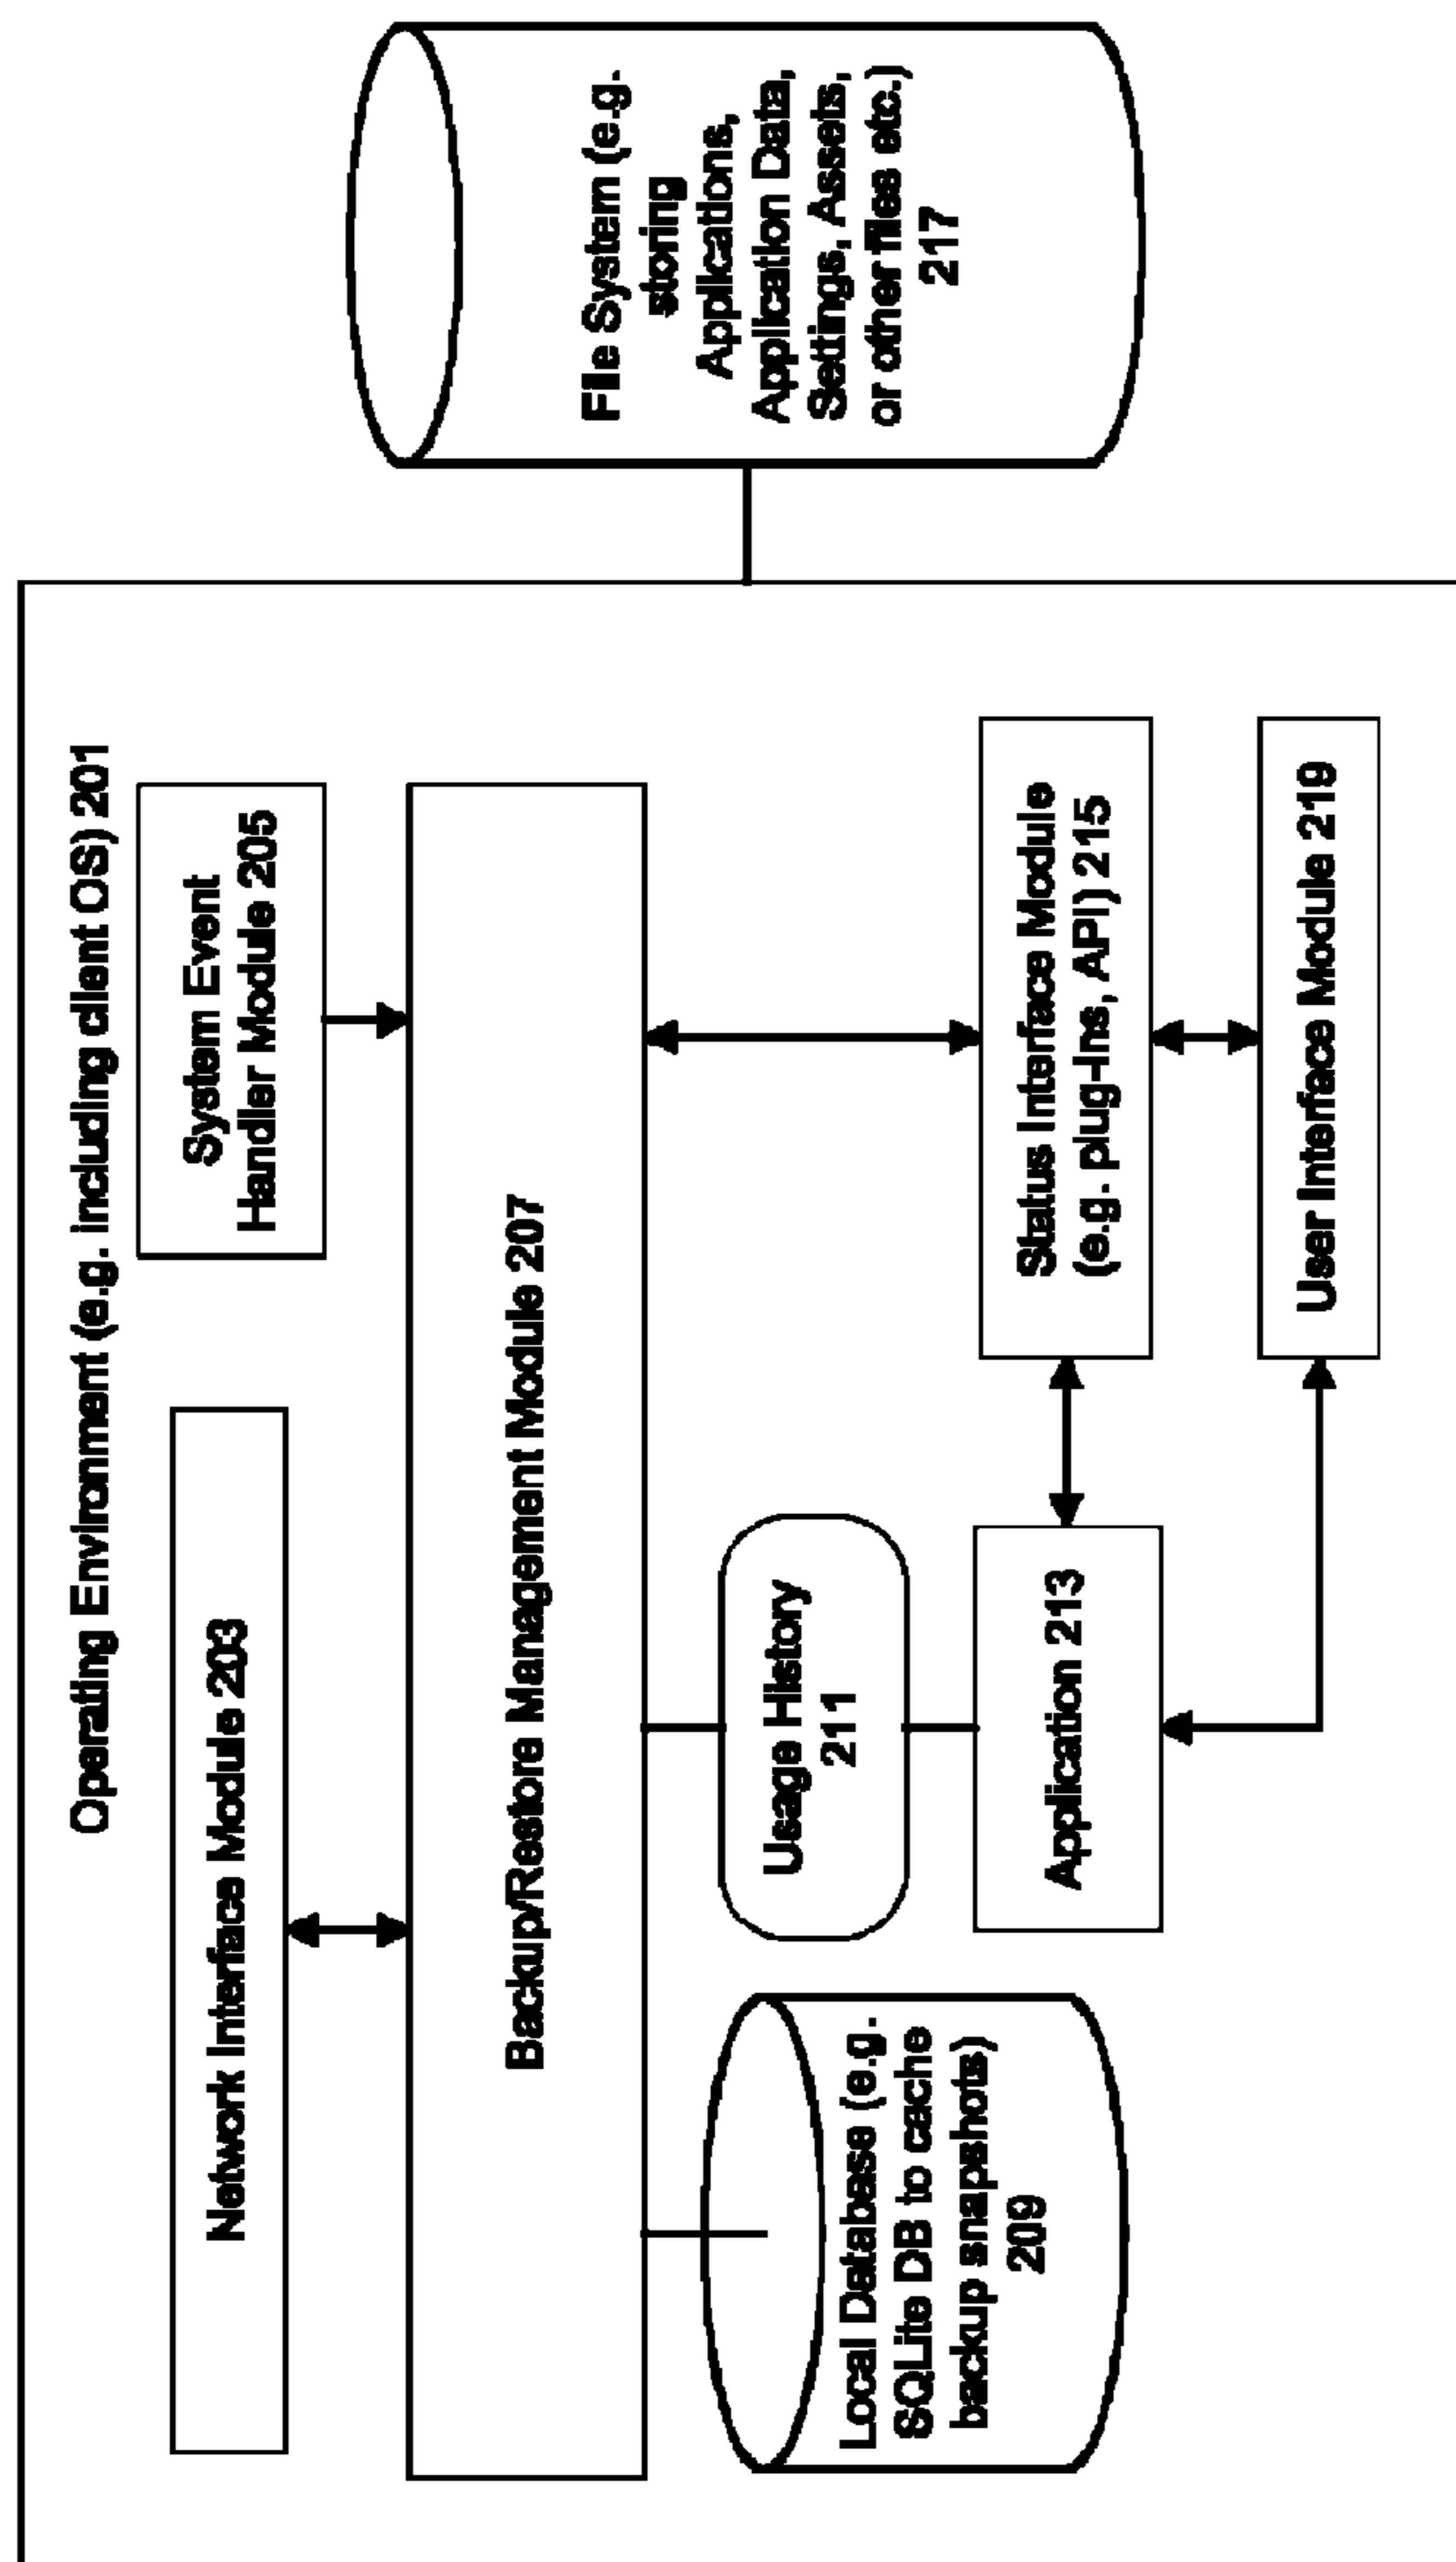 Operating Environment (e.g. including client OS) 201
Network Interface Module 203
System Event
Handler Module 205
Backup/Restore Management Module 207
Local Database (e.g.
SQLite DB to cache
backup snapshots)
209
Usage History
211
Application 213
Status Interface Module
(e.g. plug-ins, API) 215
User Interface Module 219
File System (e.g.
storing
Applications,
Application Data,
Settings, Assets,
or other files etc.)
217